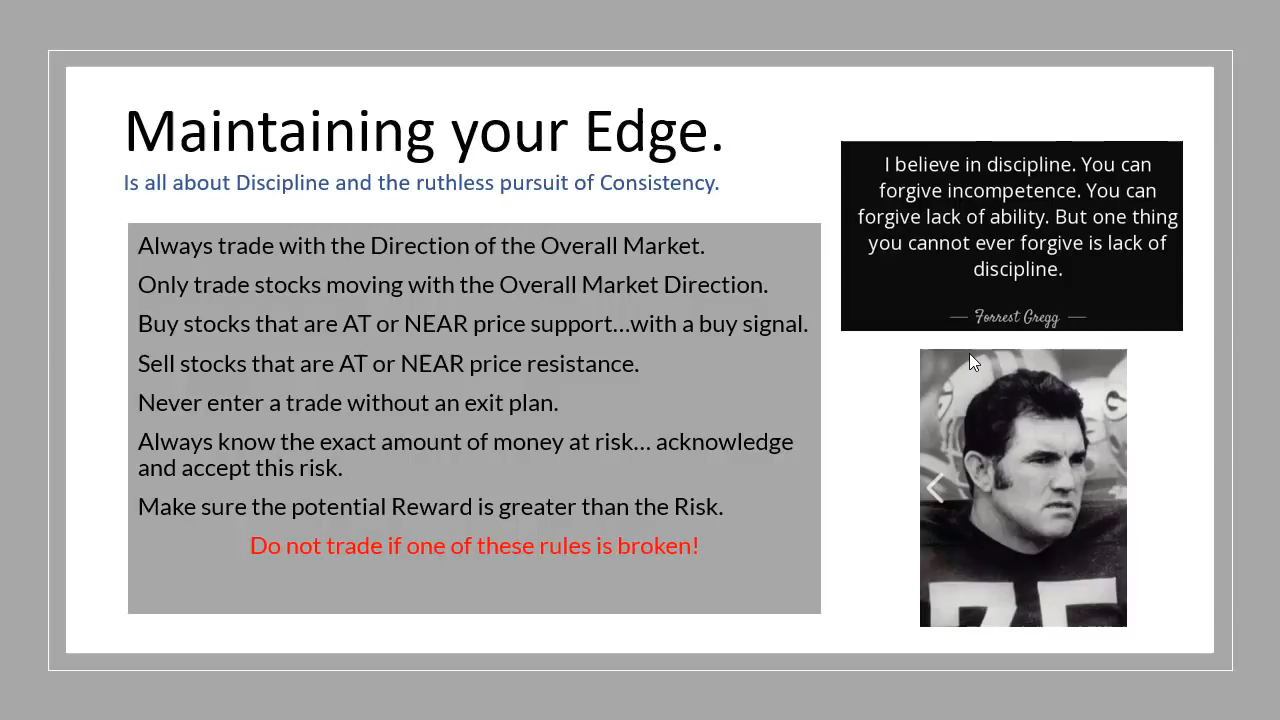 Maintaining your Edge.
Is all about Discipline and the ruthless pursuit of Consistency.
Always trade with the Direction of the Overall Market.
Only trade stocks moving with the Overall Market Direction.
Buy stocks that are AT or NEAR price support...with a buy signal.
Sell stocks that are AT or NEAR price resistance.
Never enter a trade without an exit plan.
Always know the exact amount of money at risk... acknowledge
and accept this risk.
Make sure the potential Reward is greater than the Risk.
Do not trade if one of these rules is broken!
I believe in discipline. You can
forgive incompetence. You can
forgive lack of ability. But one thing
you cannot ever forgive is lack of
discipline.
— Forrest Gregg —
75